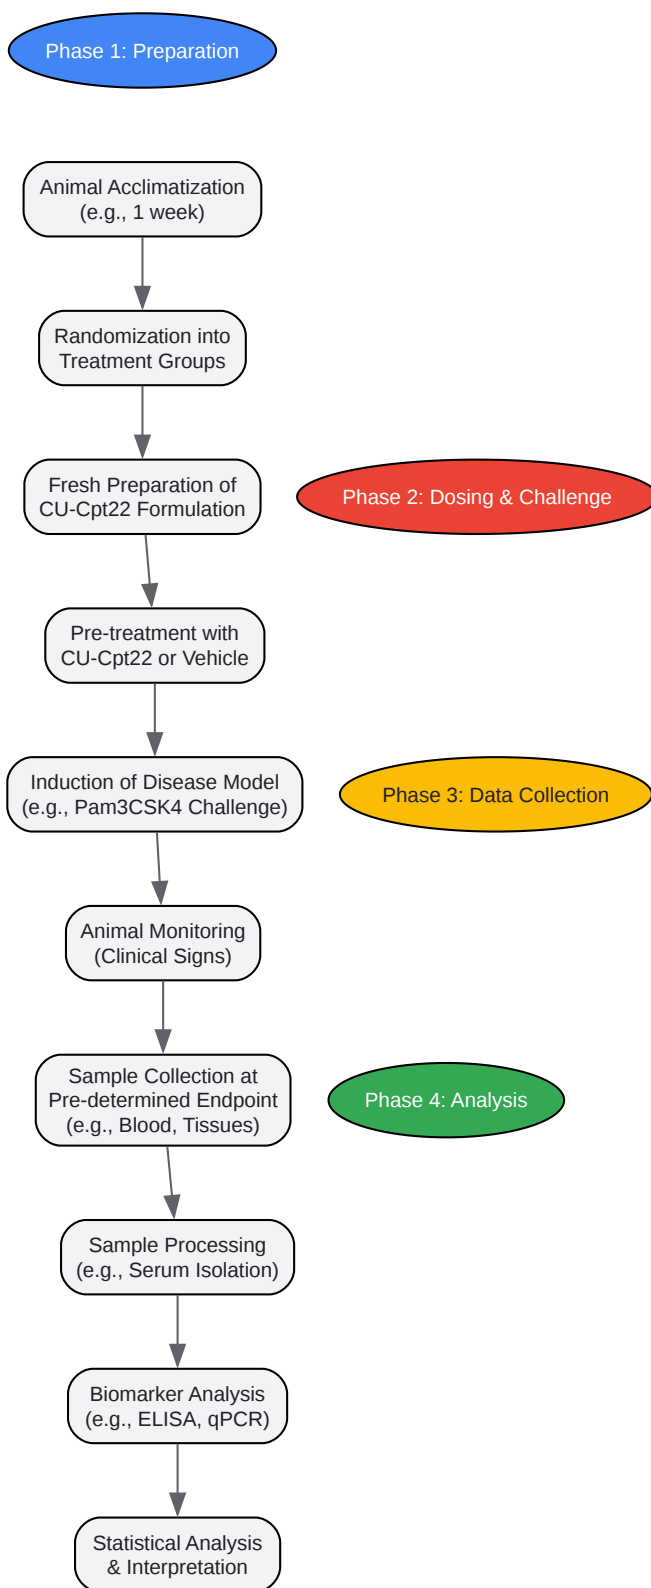 Phase 1: Preparation
Animal Acclimatization
(e.g., 1 week)
Randomization into
Treatment Groups
Fresh Preparation of
CU-Cpt22 Formulation
Phase 2: Dosing & Challenge
Pre-treatment with
CU-Cpt22 or Vehicle
Induction of Disease Model
(e.g., Pam3CSK4 Challenge)
Phase 3: Data Collection
Animal Monitoring
(Clinical Signs)
Sample Collection at
Pre-determined Endpoint
(e.g., Blood, Tissues)
Phase 4: Analysis
Sample Processing
(e.g., Serum Isolation)
Biomarker Analysis
(e.g., ELISA, qPCR)
Statistical Analysis
& Interpretation